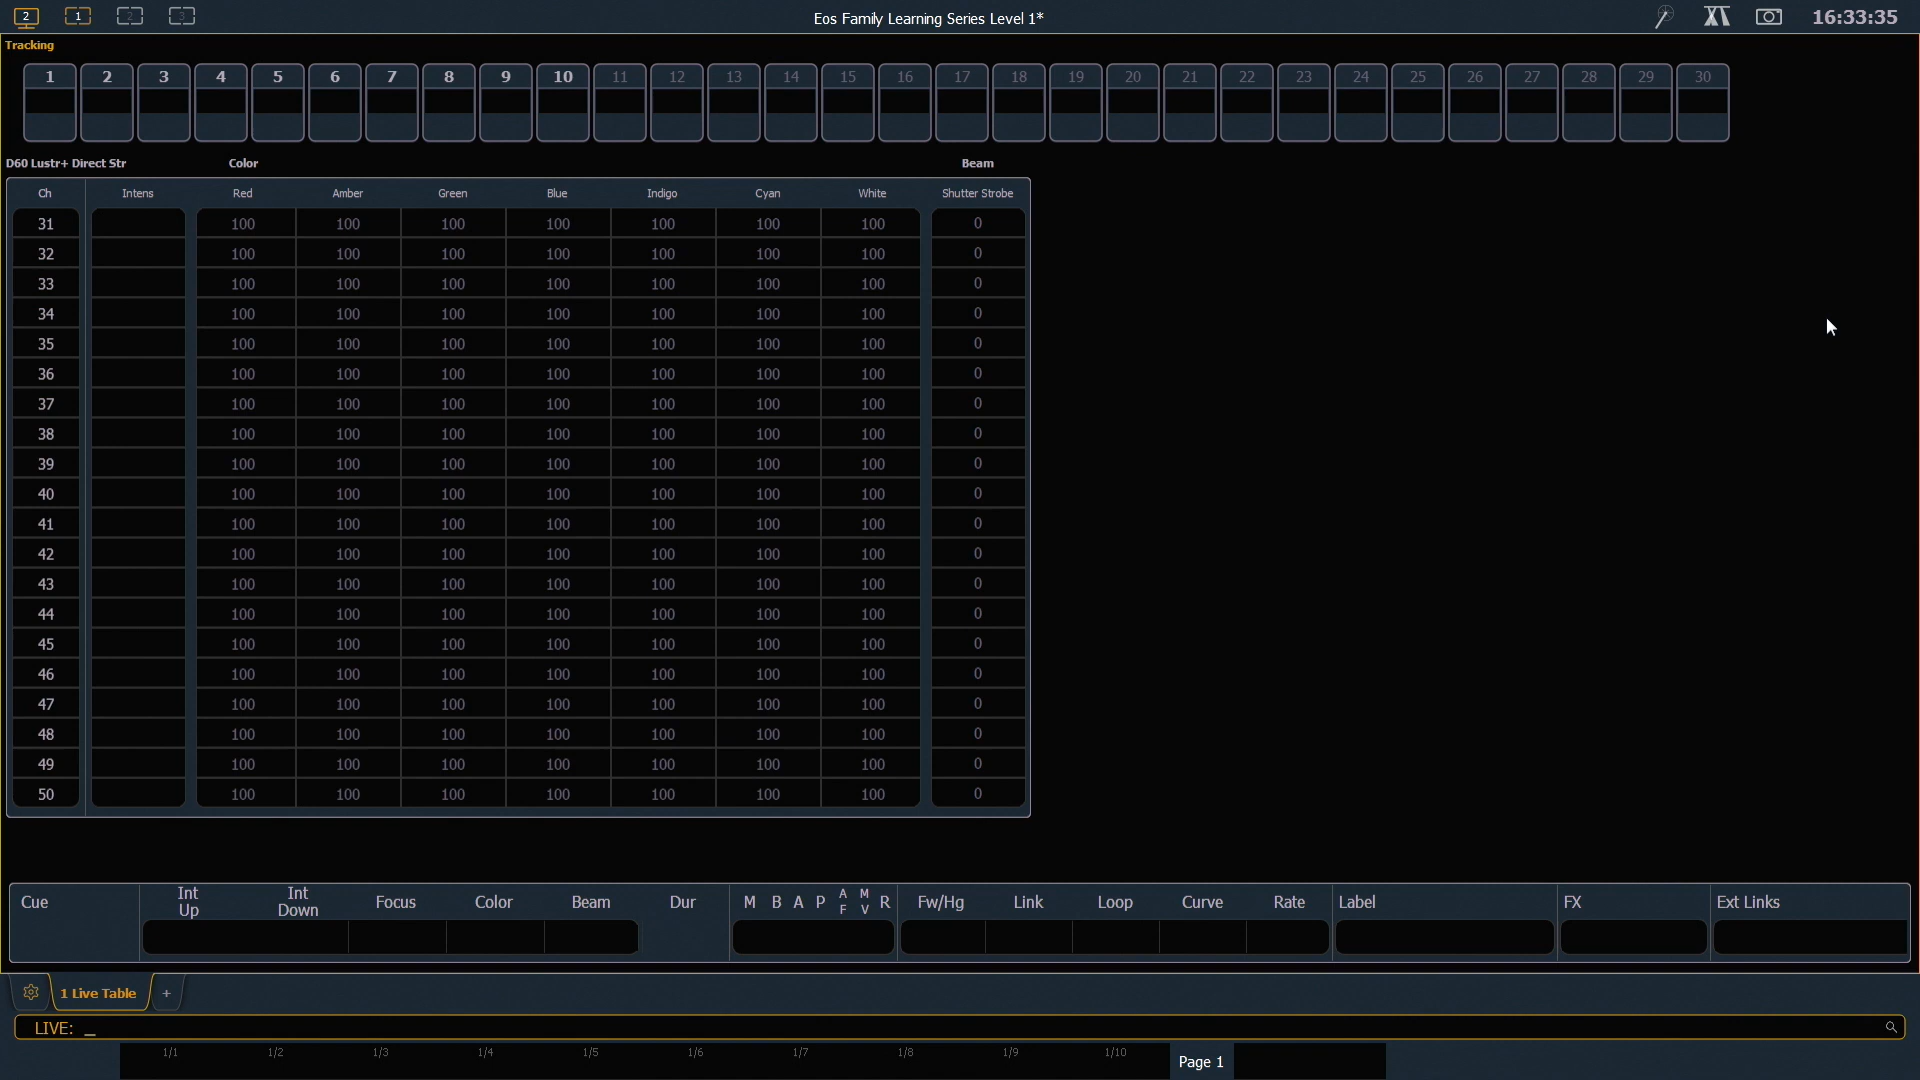 2 1 2 3 Eos Family Learning Series Level 1* 16:33:35
Tracking
1 2 3 4 5 6 7 8 9 10 11 12 13 14 15 16 17 18 19 20 21 22 23 24 25 26 27 28 29 30
D60 Lustr+ Direct Str Color Beam
Ch Intens Red Amber Green Blue Indigo Cyan White Shutter Strobe
31 100 100 100 100 100 100 100 0
32 100 100 100 100 100 100 100 0
33 100 100 100 100 100 100 100 0
34 100 100 100 100 100 100 100 0
35 100 100 100 100 100 100 100 0
36 100 100 100 100 100 100 100 0
37 100 100 100 100 100 100 100 0
38 100 100 100 100 100 100 100 0
39 100 100 100 100 100 100 100 0
40 100 100 100 100 100 100 100 0
41 100 100 100 100 100 100 100 0
42 100 100 100 100 100 100 100 0
43 100 100 100 100 100 100 100 0
44 100 100 100 100 100 100 100 0
45 100 100 100 100 100 100 100 0
46 100 100 100 100 100 100 100 0
47 100 100 100 100 100 100 100 0
48 100 100 100 100 100 100 100 0
49 100 100 100 100 100 100 100 0
50 100 100 100 100 100 100 100 0
Cue Int Up Int Down Focus Color Beam Dur M B A P AF MV R Fw/Hg Link Loop Curve Rate Label FX Ext Links
1 Live Table +
LIVE: _
1/1 1/2 1/3 1/4 1/5 1/6 1/7 1/8 1/9 1/10 Page 1